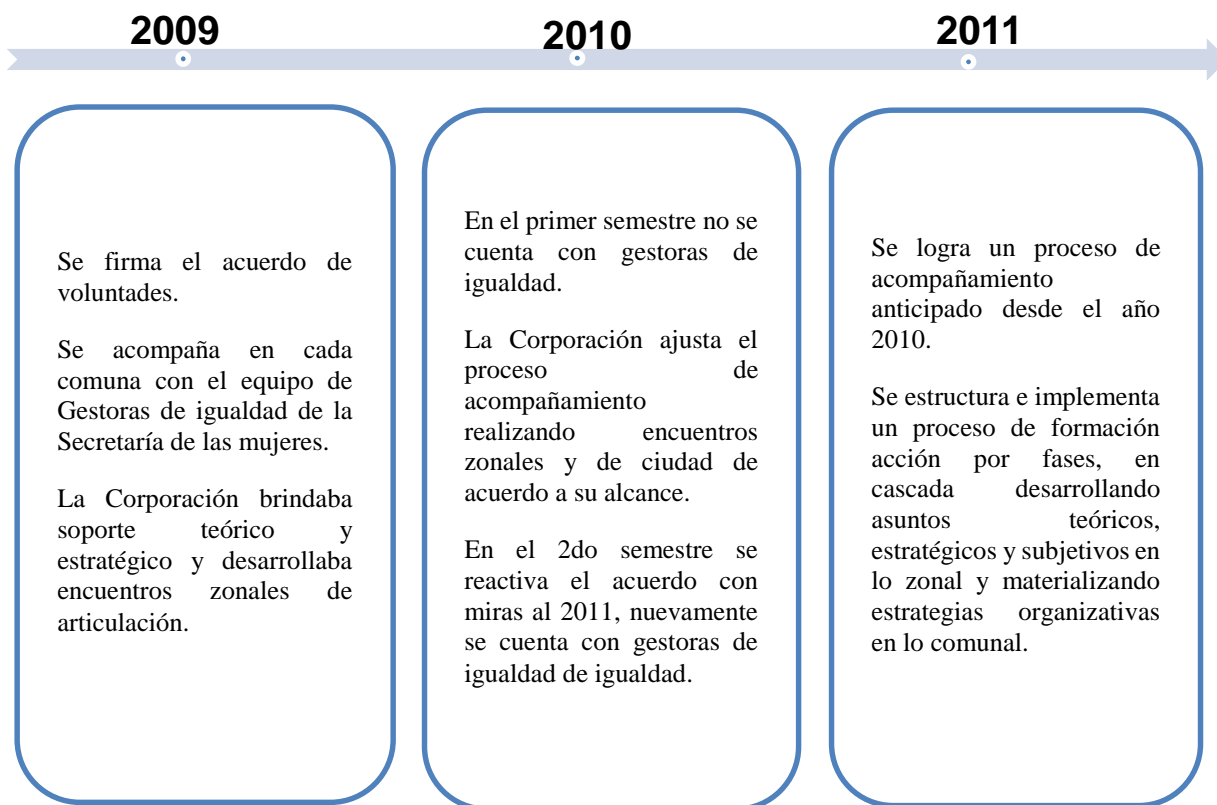 2009
2010
2011
Se firma el acuerdo de
voluntades.
Se acompaña en cada
comuna con el equipo de
Gestoras de igualdad de la
Secretaría de las mujeres.
La Corporación brindaba
soporte teórico y
estratégico y desarrollaba
encuentros zonales de
articulación.
En el primer semestre no se
cuenta con gestoras de
igualdad.
La Corporación ajusta el
proceso de
acompañamiento
realizando encuentros
zonales y de ciudad de
acuerdo a su alcance.
En el 2do semestre se
reactiva el acuerdo con
miras al 2011, nuevamente
se cuenta con gestoras de
igualdad de igualdad.
Se logra un proceso de
acompañamiento
anticipado desde el año
2010.
Se estructura e implementa
un proceso de formación
acción por fases, en
cascada desarrollando
asuntos teóricos,
estratégicos y subjetivos en
lo zonal y materializando
estrategias organizativas
en lo comunal.